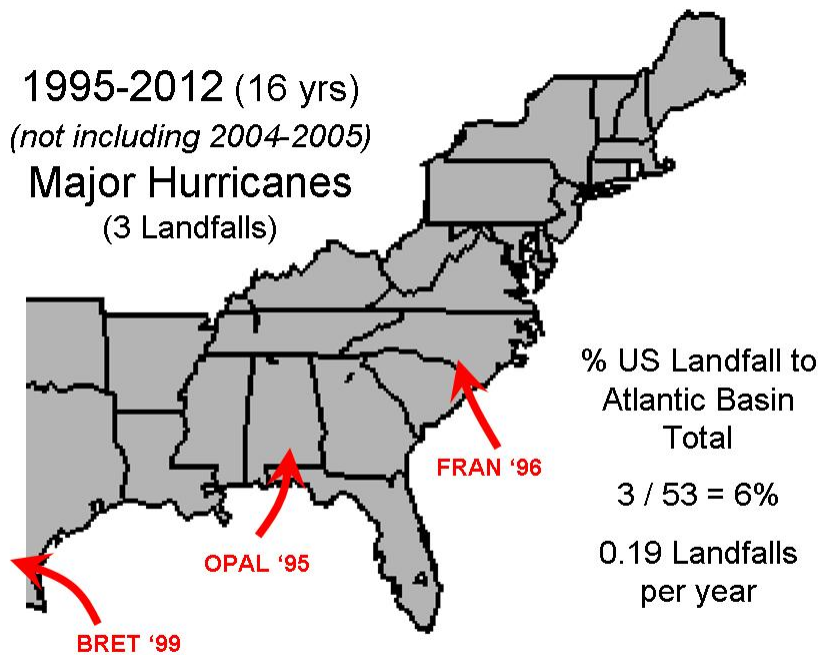 1995-2012 (16 yrs)
(not including 2004-2005)
Major Hurricanes
(3 Landfalls)
% US Landfall to
Atlantic Basin
Total
3 / 53 = 6%
0.19 Landfalls
per year
FRAN ‘96
OPAL ‘95
BRET ‘99